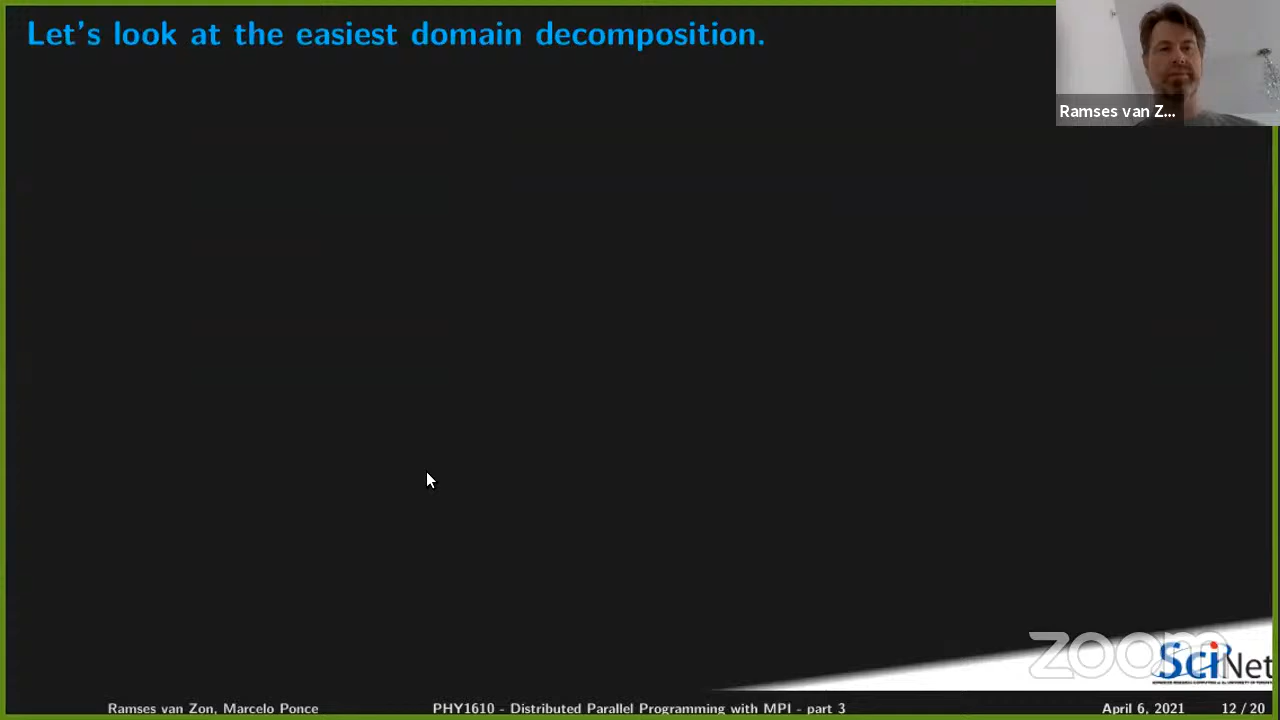 Let's look at the easiest domain decomposition.
Ramses van Z...
zoom
SciNet
Ramses van Zon, Marcelo Ponce
PHY1610 - Distributed Parallel Programming with MPI - part 3
April 6, 2021
12 / 20